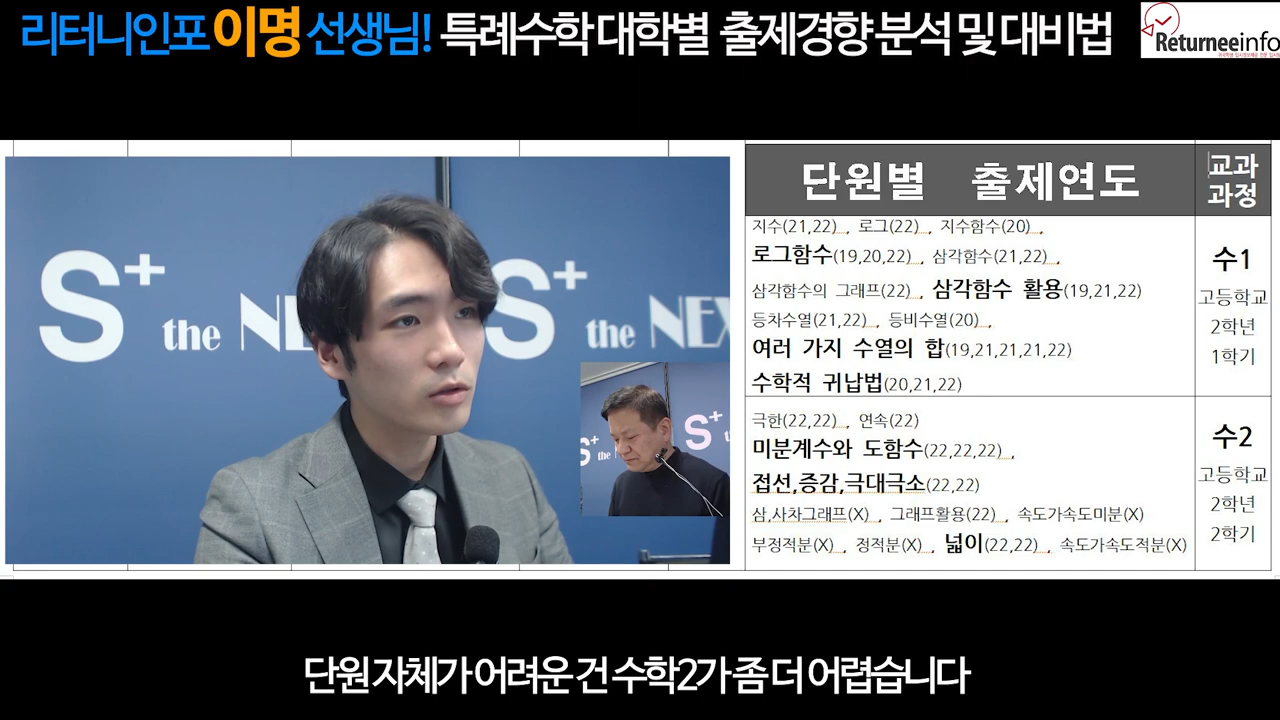 리터니인포 이명 선생님! 특례수학 대학별 출제경향 분석 및 대비법
Returneeinfo
S+
the NEX
S+
the NEX
S+
the
S+
단원별 출제연도
교과
과정
지수(21,22) , 로그(22) , 지수함수(20) ,
로그함수(19,20,22) , 삼각함수(21,22) ,
삼각함수의 그래프(22) , 삼각함수 활용(19,21,22)
등차수열(21,22) , 등비수열(20) ,
여러 가지 수열의 합(19,21,21,21,22)
수학적 귀납법(20,21,22)
수1
고등학교
2학년
1학기
극한(22,22) , 연속(22)
미분계수와 도함수(22,22,22) ,
접선,증감,극대극소(22,22)
삼,사차그래프(X) , 그래프활용(22) , 속도가속도미분(X)
부정적분(X) , 정적분(X) , 넓이(22,22) , 속도가속도적분(X)
수2
고등학교
2학년
2학기
단원 자체가 어려운 건 수학2가 좀 더 어렵습니다